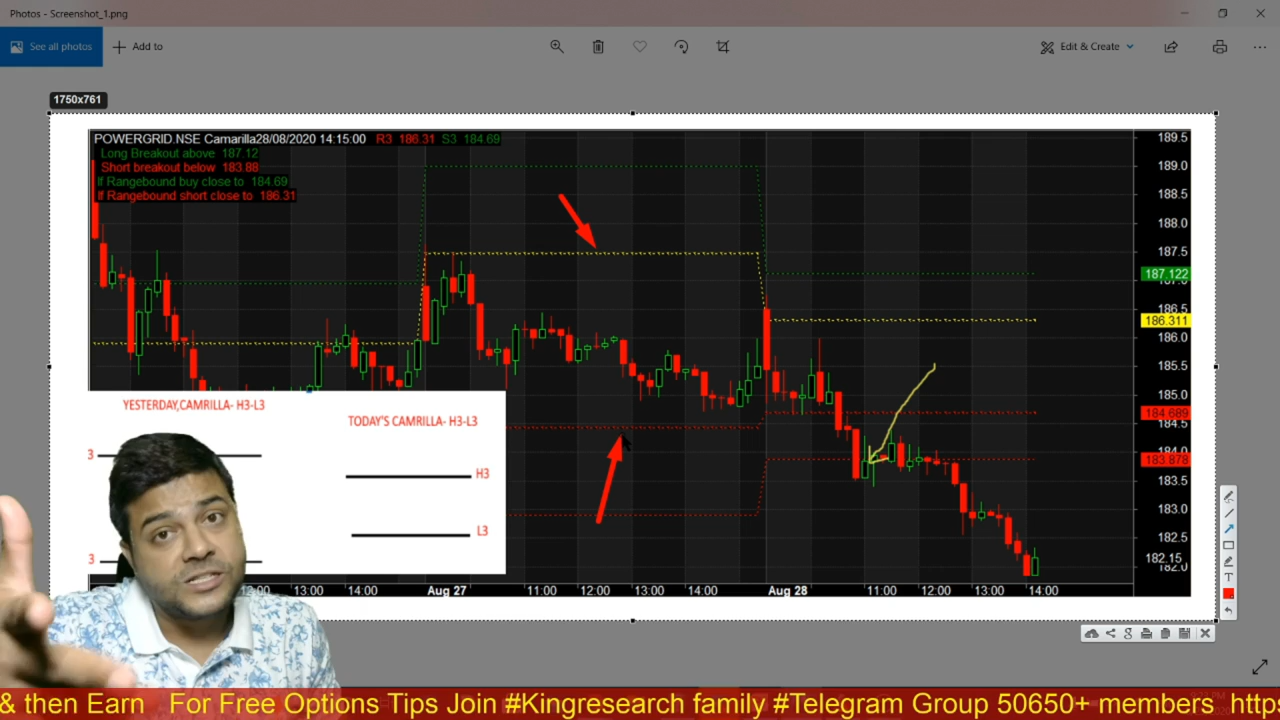 Photos - Screenshot_1.png
See all photos
Add to
Edit & Create
1750x761
POWERGRID.NSE Camarilla28/08/2020 14:15:00 R3 186.31 S3 184.69
Long Breakout above 187.12
Short breakout below 183.88
If Rangebound buy close to 184.69
If Rangebound short close to 186.31
189.5
189.0
188.5
188.0
187.5
187.122
186.5
186.311
186.0
185.5
185.0
184.689
184.5
184.0
183.878
183.5
183.0
182.5
182.15
182.0
YESTERDAY,CAMRILLA- H3-L3
3
3
TODAY'S CAMRILLA- H3-L3
H3
L3
12:00 13:00 14:00 Aug 27 11:00 12:00 13:00 14:00 Aug 28 11:00 12:00 13:00 14:00
T
& then Earn For Free Options Tips Join #Kingresearch family #Telegram Group 50650+ members https